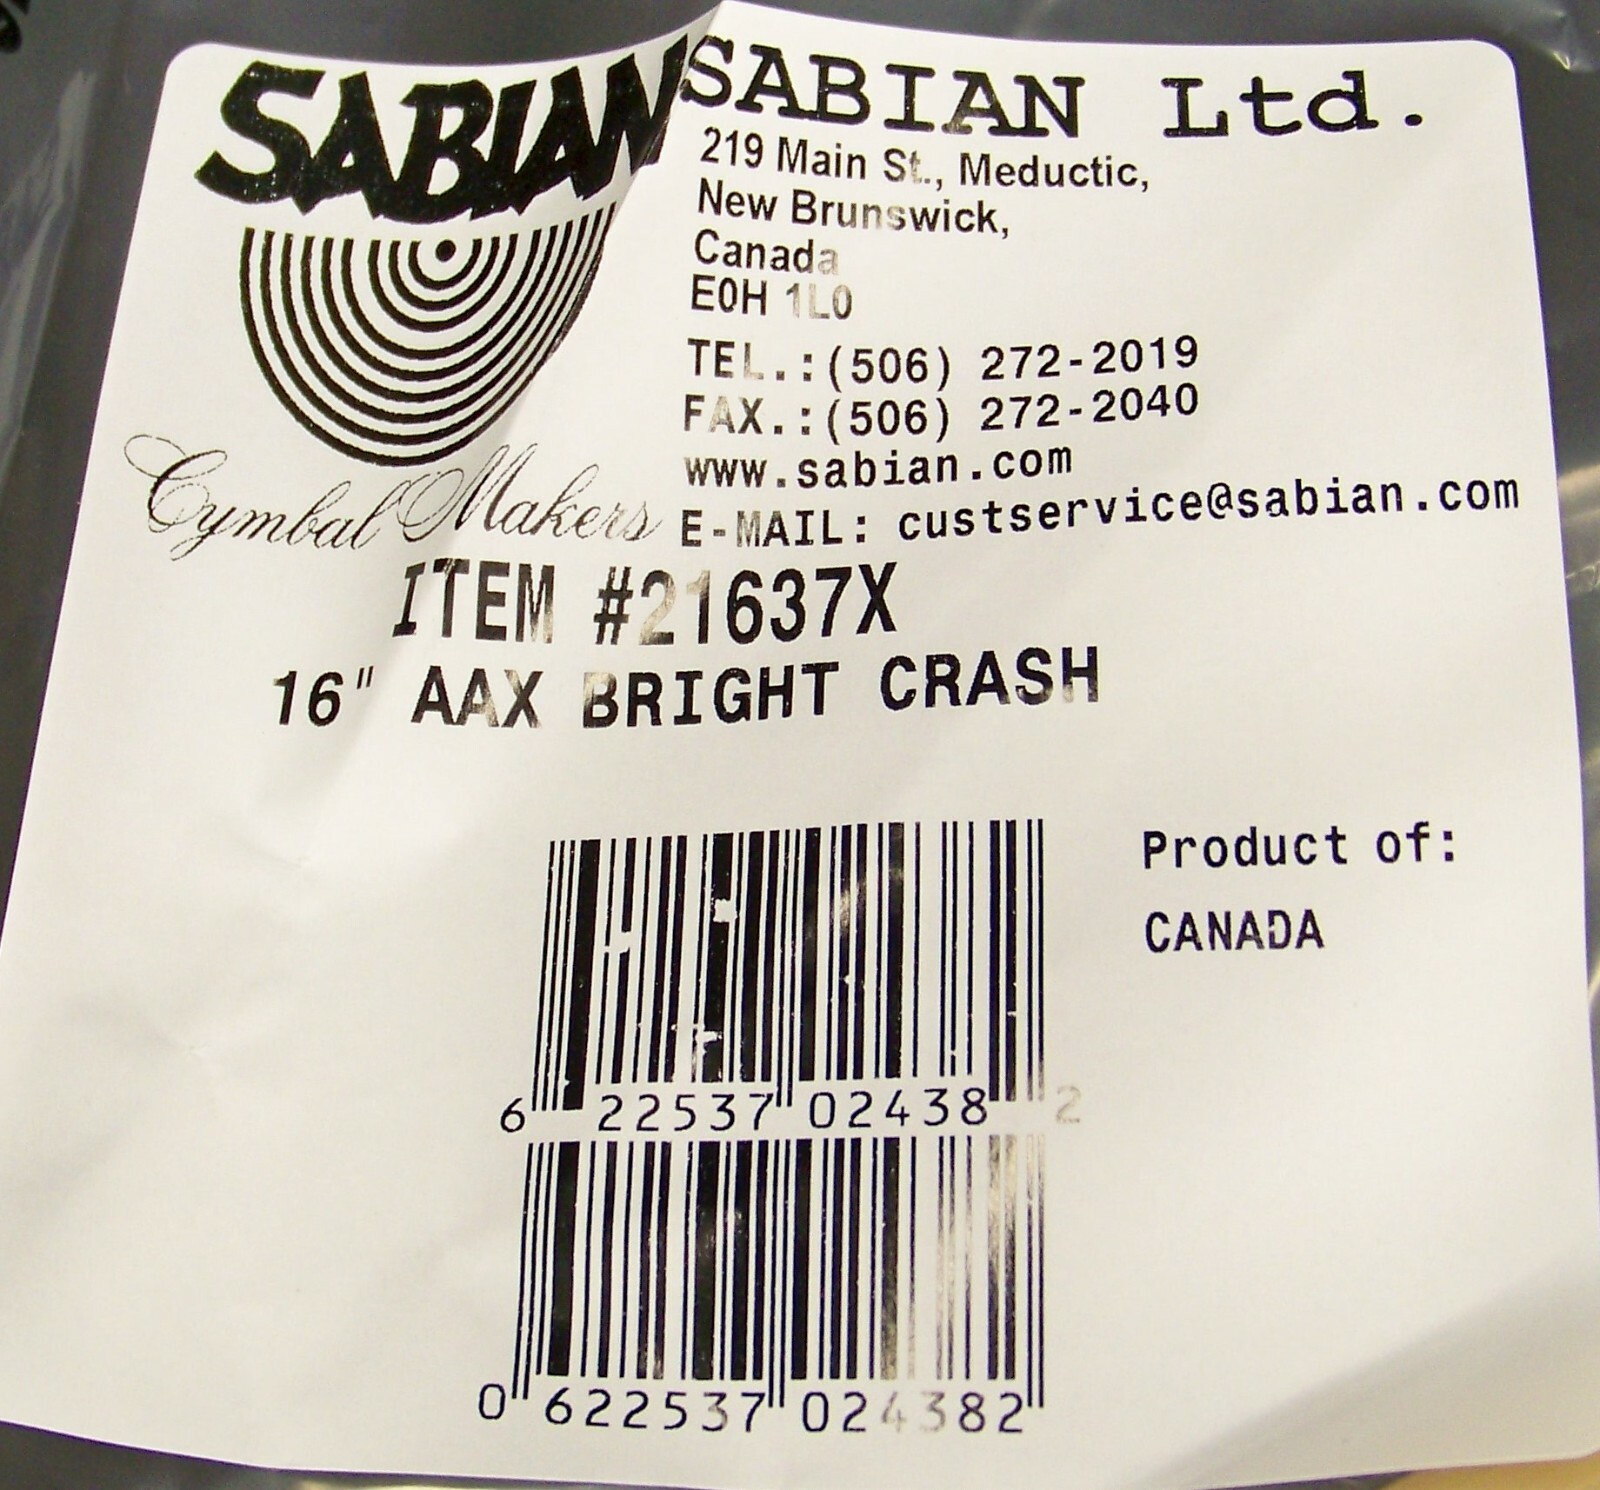 SABIAN
Cymbal Makers
SABIAN Ltd.
219 Main St., Meductic,
New Brunswick,
Canada
E0H 1L0
TEL.:(506) 272-2019
FAX.:(506) 272-2040
www.sabian.com
E-MAIL: custservice@sabian.com
ITEM #21637X
16" AAX BRIGHT CRASH
Product of:
CANADA
6 22537 02438 2
0 622537 024382